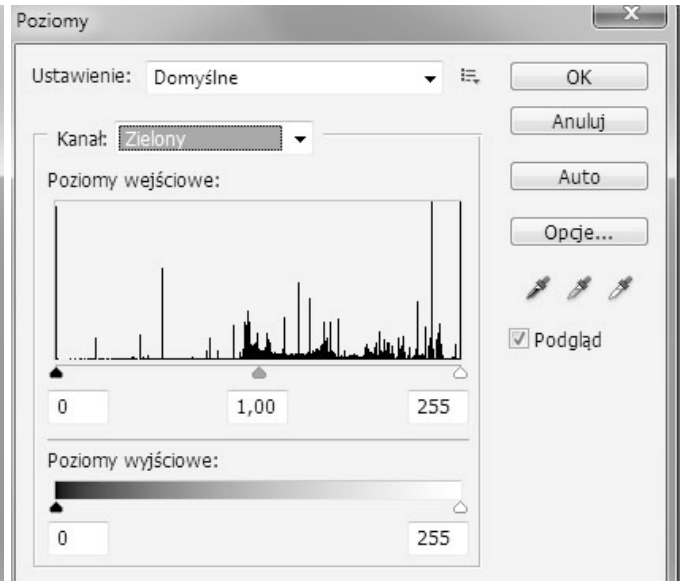 Poziomy
Ustawienie: Domyślne
OK
Anuluj
Auto
Opcje...
Podgląd
Kanał: Zielony
Poziomy wejściowe:
0 1,00 255
Poziomy wyjściowe:
0 255